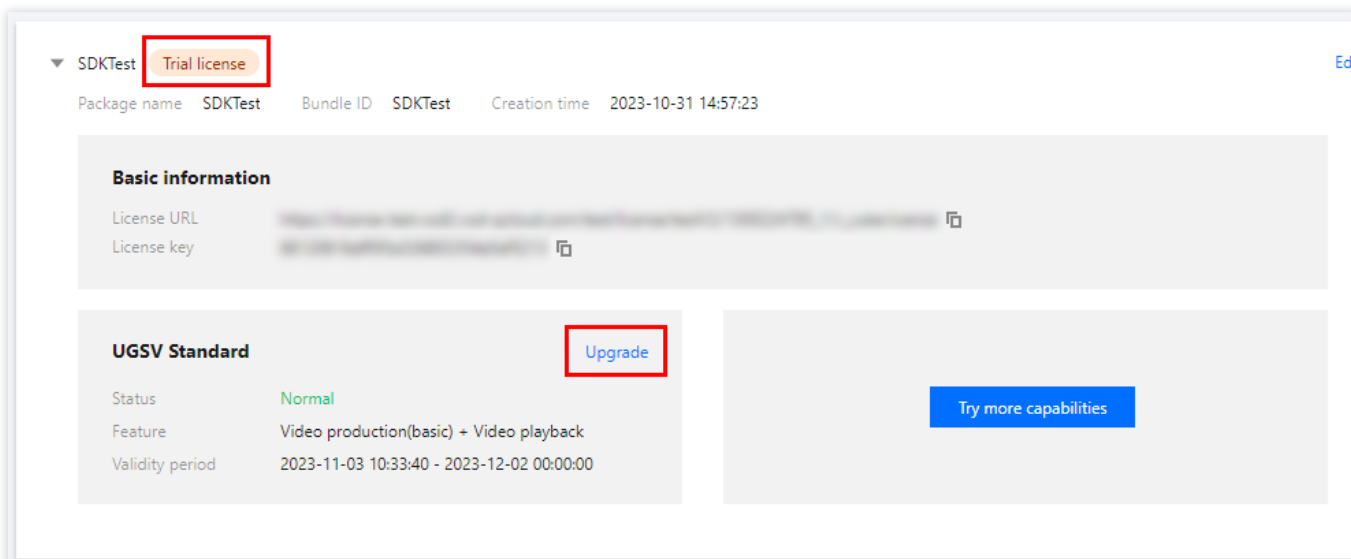 SDKTest Trial license
Package name SDKTest Bundle ID SDKTest Creation time 2023-10-31 14:57:23
Basic information
License URL
License key
UGSV Standard Upgrade
Status Normal
Feature Video production(basic) + Video playback
Validity period 2023-11-03 10:33:40 - 2023-12-02 00:00:00
Try more capabilities